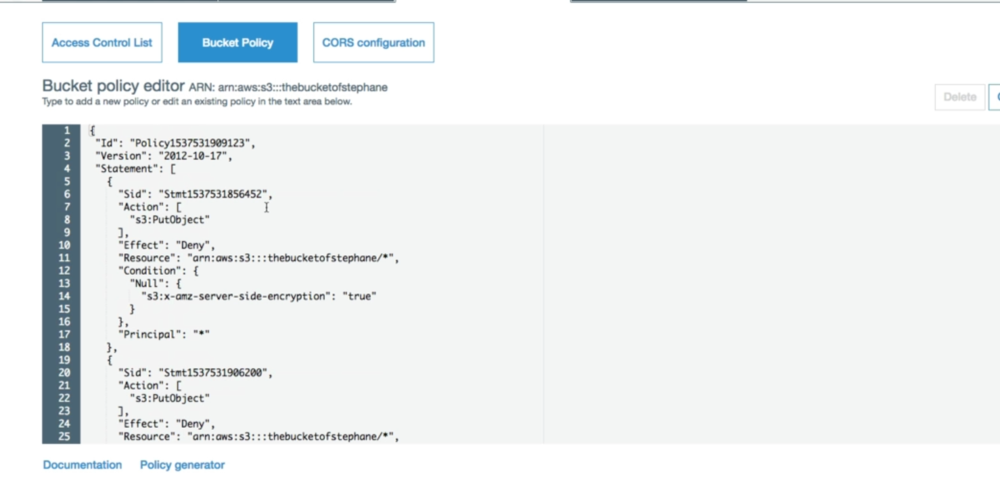 Access Control List
Bucket Policy
CORS configuration
Bucket policy editor ARN: arn:aws:s3:::thebucketofstephane
Type to add a new policy or edit an existing policy in the text area below.
Delete
1 {
2 "Id": "Policy1537531909123",
3 "Version": "2012-10-17",
4 "Statement": [
5 {
6 "Sid": "Stmt1537531856452",
7 "Action": [
8 "s3:PutObject"
9 ],
10 "Effect": "Deny",
11 "Resource": "arn:aws:s3:::thebucketofstephane/*",
12 "Condition": {
13 "Null": {
14 "s3:x-amz-server-side-encryption": "true"
15 }
16 },
17 "Principal": "*"
18 },
19 {
20 "Sid": "Stmt1537531906200",
21 "Action": [
22 "s3:PutObject"
23 ],
24 "Effect": "Deny",
25 "Resource": "arn:aws:s3:::thebucketofstephane/*",
Documentation
Policy generator